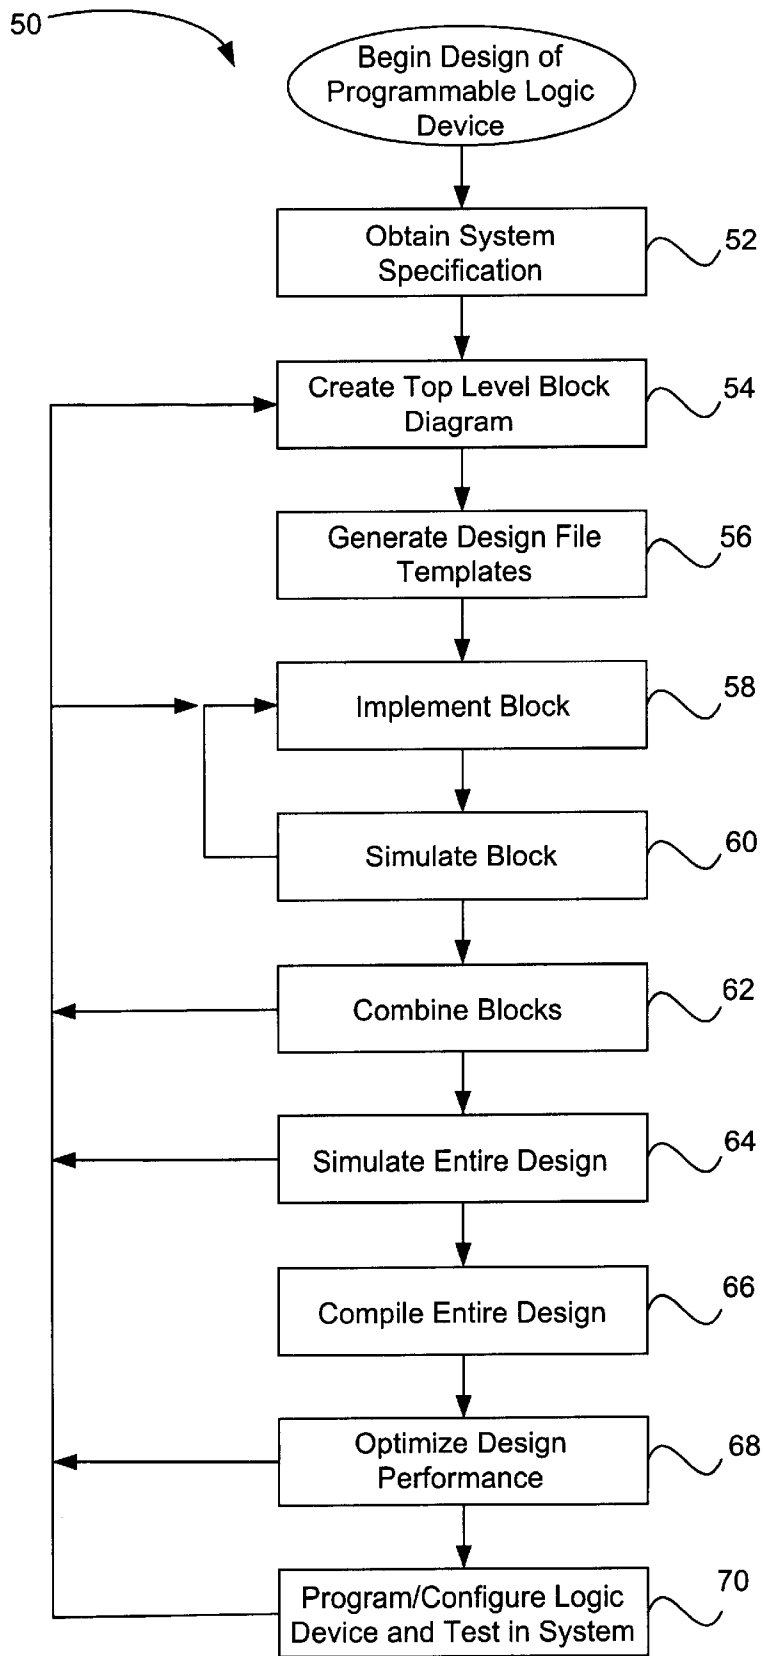 50
Begin Design of
Programmable Logic
Device
Obtain System
Specification
52
Create Top Level Block
Diagram
54
Generate Design File
Templates
56
Implement Block
58
Simulate Block
60
Combine Blocks
62
Simulate Entire Design
64
Compile Entire Design
66
Optimize Design
Performance
68
Program/Configure Logic
Device and Test in System
70